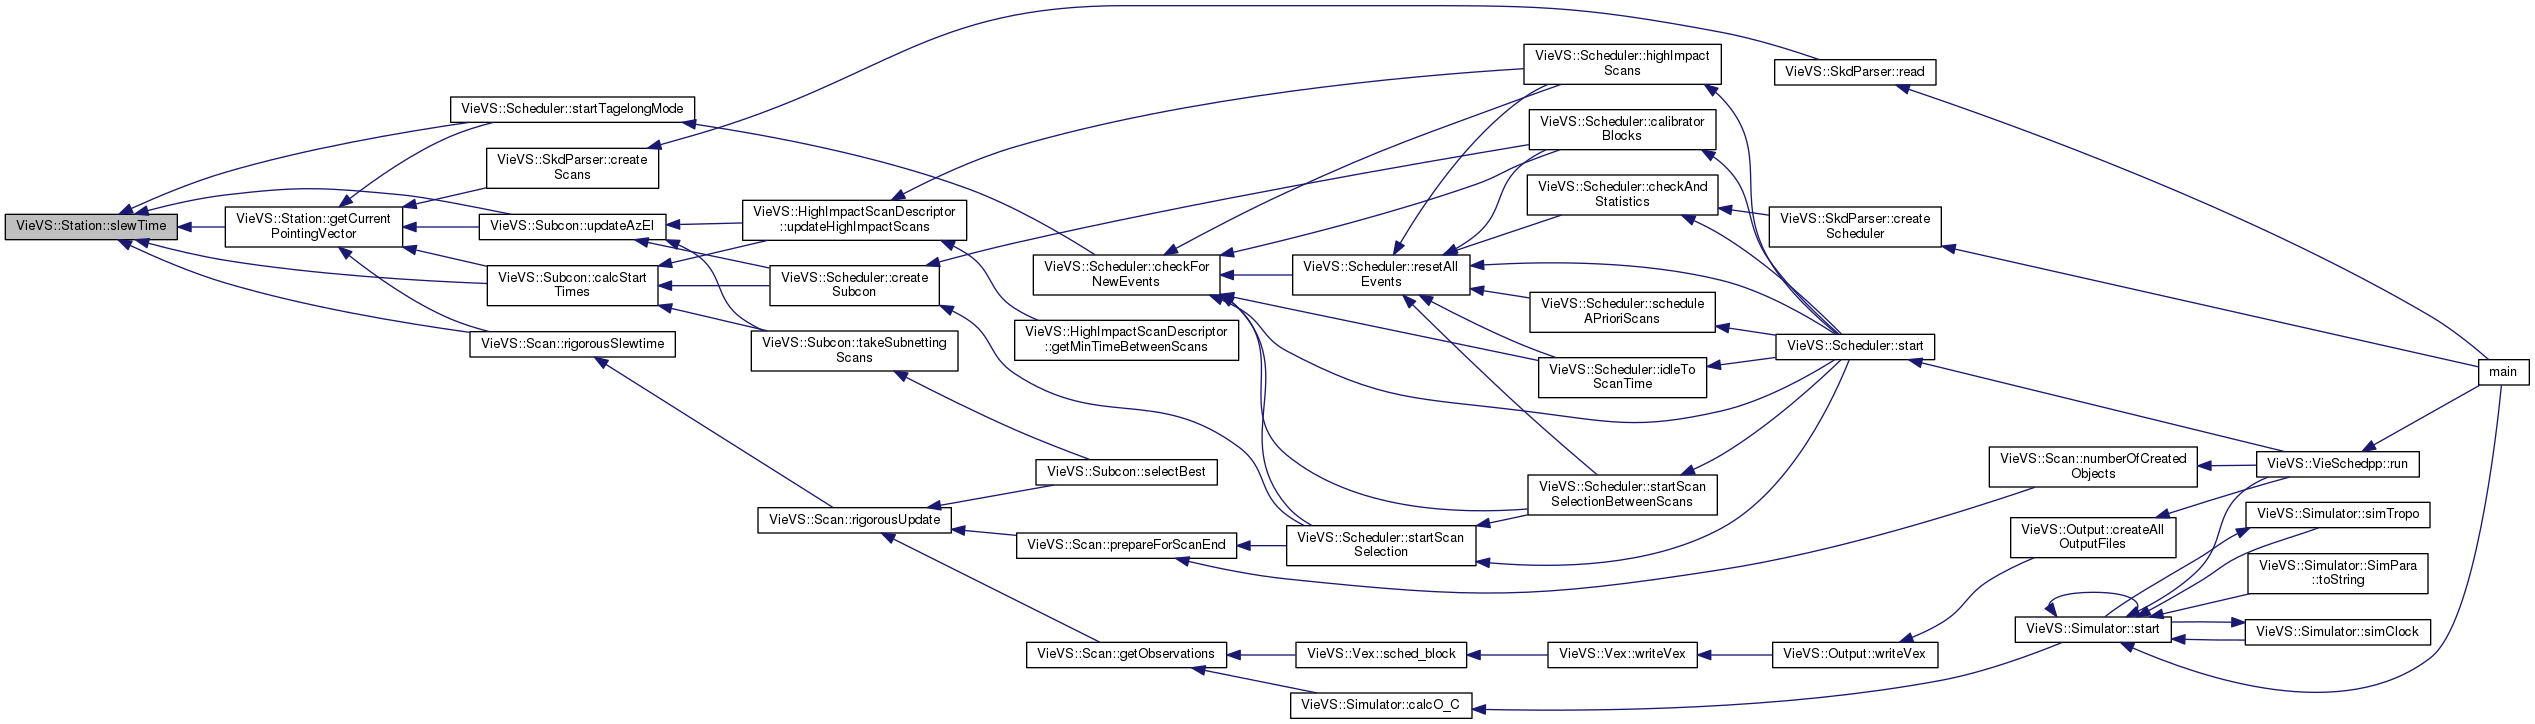 VieVS::Station::slewTime
VieVS::Scheduler::startTagelongMode
VieVS::SkdParser::create
Scans
VieVS::Station::getCurrent
PointingVector
VieVS::Subcon::updateAzEl
VieVS::Subcon::calcStart
Times
VieVS::Scan::rigorousSlewtime
VieVS::HighImpactScanDescriptor
::updateHighImpactScans
VieVS::Scheduler::create
Subcon
VieVS::Subcon::takeSubnetting
Scans
VieVS::Scan::rigorousUpdate
VieVS::Scheduler::checkFor
NewEvents
VieVS::HighImpactScanDescriptor
::getMinTimeBetweenScans
VieVS::Subcon::selectBest
VieVS::Scan::prepareForScanEnd
VieVS::Scan::getObservations
VieVS::Scheduler::resetAll
Events
VieVS::Scheduler::startScan
Selection
VieVS::Vex::sched_block
VieVS::Simulator::calcO_C
VieVS::Scheduler::highImpact
Scans
VieVS::Scheduler::calibrator
Blocks
VieVS::Scheduler::checkAnd
Statistics
VieVS::Scheduler::schedule
APrioriScans
VieVS::Scheduler::idleTo
ScanTime
VieVS::Scheduler::startScan
SelectionBetweenScans
VieVS::Vex::writeVex
VieVS::SkdParser::read
VieVS::SkdParser::create
Scheduler
VieVS::Scheduler::start
VieVS::Output::writeVex
VieVS::Scan::numberOfCreated
Objects
VieVS::Output::createAll
OutputFiles
VieVS::Simulator::start
VieVS::VieSchedpp::run
VieVS::Simulator::simTropo
VieVS::Simulator::SimPara
::toString
VieVS::Simulator::simClock
main